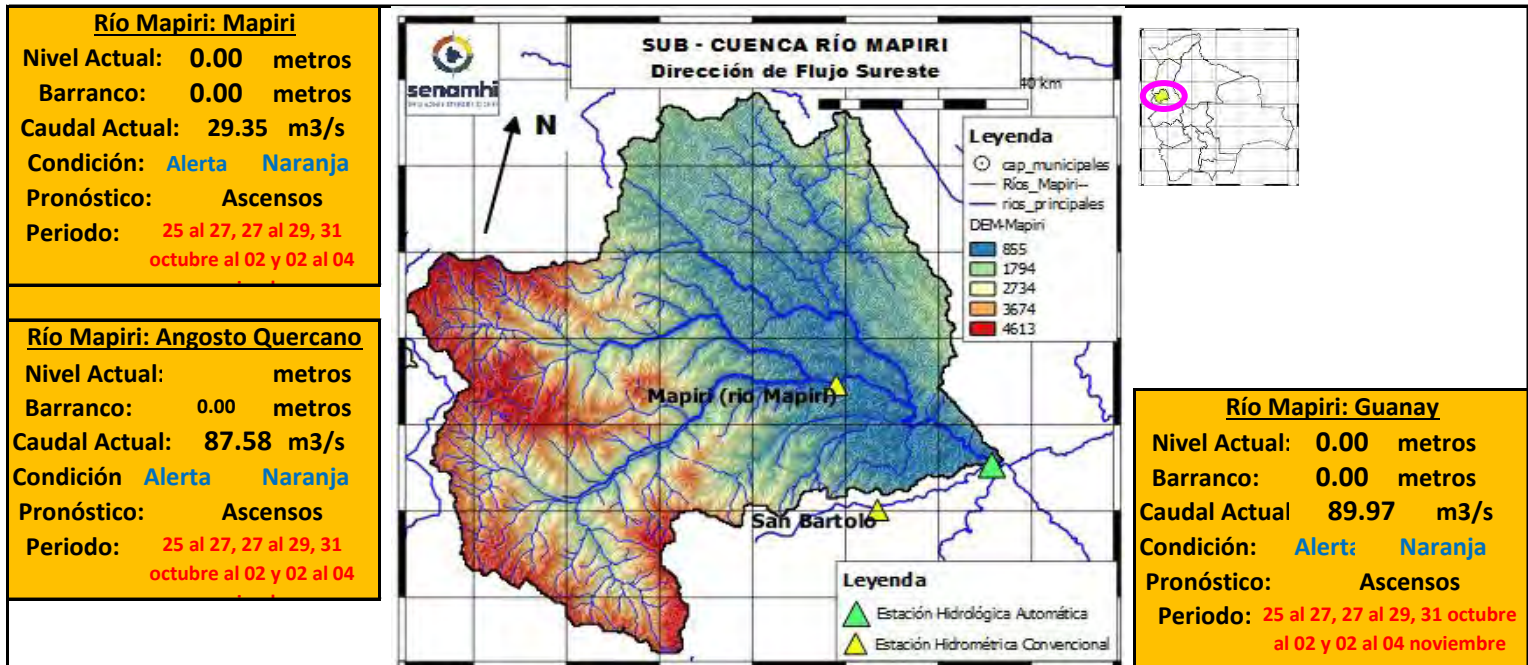 Río Mapiri: Mapiri
Nivel Actual: 0.00 metros
Barranco: 0.00 metros
Caudal Actual: 29.35 m3/s
Condición: Alerta Naranja
Pronóstico: Ascensos
Periodo: 25 al 27, 27 al 29, 31
octubre al 02 y 02 al 04
Río Mapiri: Angosto Quercano
Nivel Actual: metros
Barranco: 0.00 metros
Caudal Actual: 87.58 m3/s
Condición Alerta Naranja
Pronóstico: Ascensos
Periodo: 25 al 27, 27 al 29, 31
octubre al 02 y 02 al 04
senamhi
SUB - CUENCA RÍO MAPIRI
Dirección de Flujo Sureste
40 km
N
Leyenda
cap_municipales
Ríos_Mapiri--
rios_principales
DEM-Mapiri
855
1794
2734
3674
4613
Mapiri (rio Mapiri)
San Bartolo
Leyenda
Estación Hidrológica Automática
Estación Hidrométrica Convencional
Río Mapiri: Guanay
Nivel Actual: 0.00 metros
Barranco: 0.00 metros
Caudal Actual 89.97 m3/s
Condición: Alerta Naranja
Pronóstico: Ascensos
Periodo: 25 al 27, 27 al 29, 31 octubre
al 02 y 02 al 04 noviembre